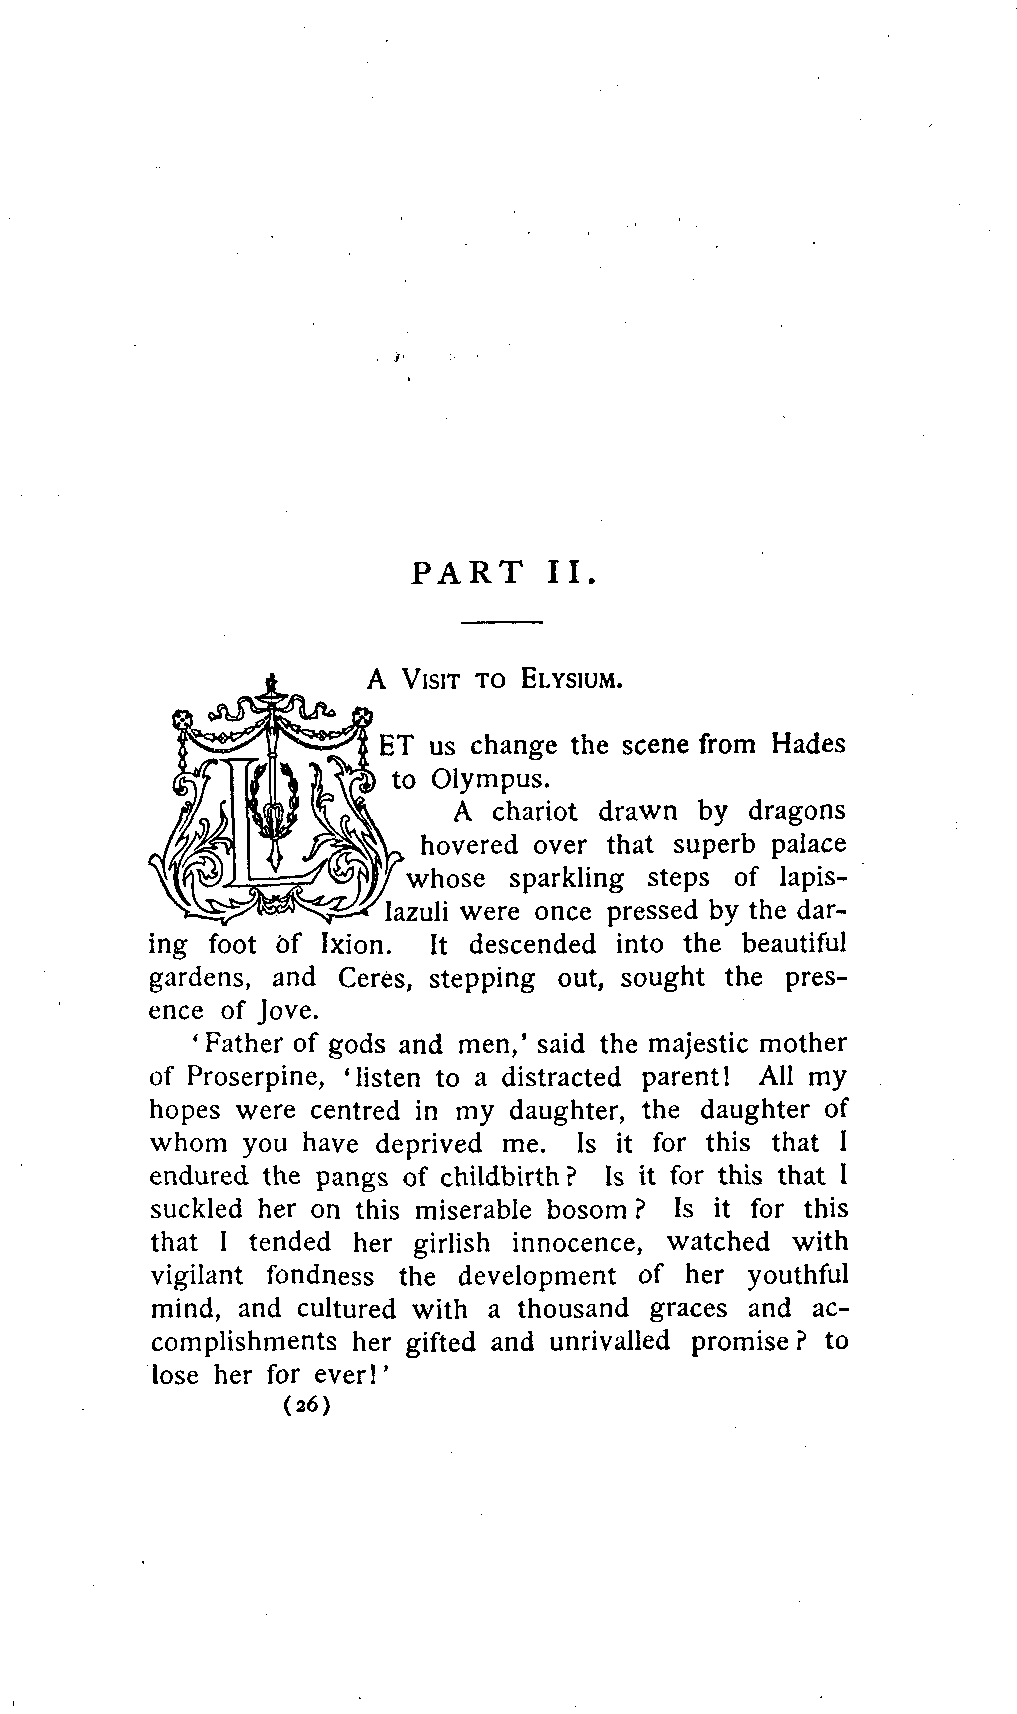 PART II.
A VISIT TO ELYSIUM.
LET us change the scene from Hades
to Olympus.
A chariot drawn by dragons
hovered over that superb palace
whose sparkling steps of lapis-
lazuli were once pressed by the dar-
ing foot of Ixion. It descended into the beautiful
gardens, and Ceres, stepping out, sought the pres-
ence of Jove.
‘Father of gods and men,’ said the majestic mother
of Proserpine, ‘listen to a distracted parent! All my
hopes were centred in my daughter, the daughter of
whom you have deprived me. Is it for this that I
endured the pangs of childbirth? Is it for this that I
suckled her on this miserable bosom? Is it for this
that I tended her girlish innocence, watched with
vigilant fondness the development of her youthful
mind, and cultured with a thousand graces and ac-
complishments her gifted and unrivalled promise? to
lose her for ever!’
(26)